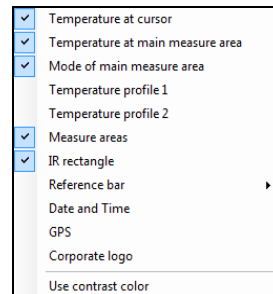 Temperature at cursor
Temperature at main measure area
Mode of main measure area
Temperature profile 1
Temperature profile 2
Measure areas
IR rectangle
Reference bar
Date and Time
GPS
Corporate logo
Use contrast color